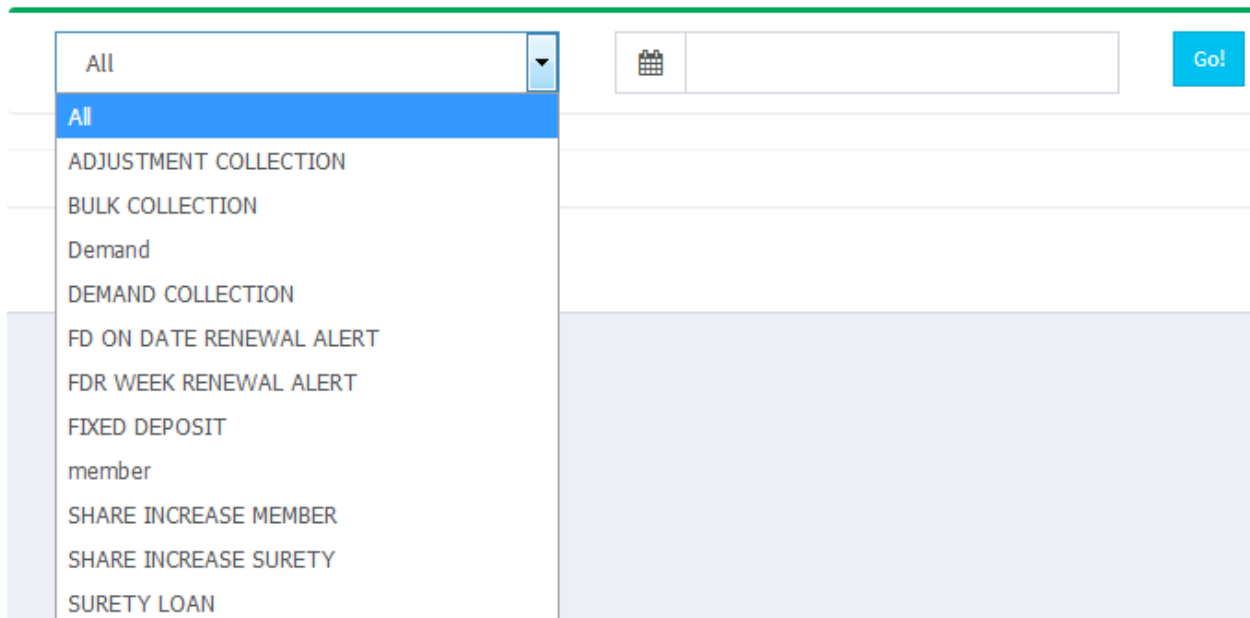 All
Go!
All
ADJUSTMENT COLLECTION
BULK COLLECTION
Demand
DEMAND COLLECTION
FD ON DATE RENEWAL ALERT
FDR WEEK RENEWAL ALERT
FIXED DEPOSIT
member
SHARE INCREASE MEMBER
SHARE INCREASE SURETY
SURETY LOAN